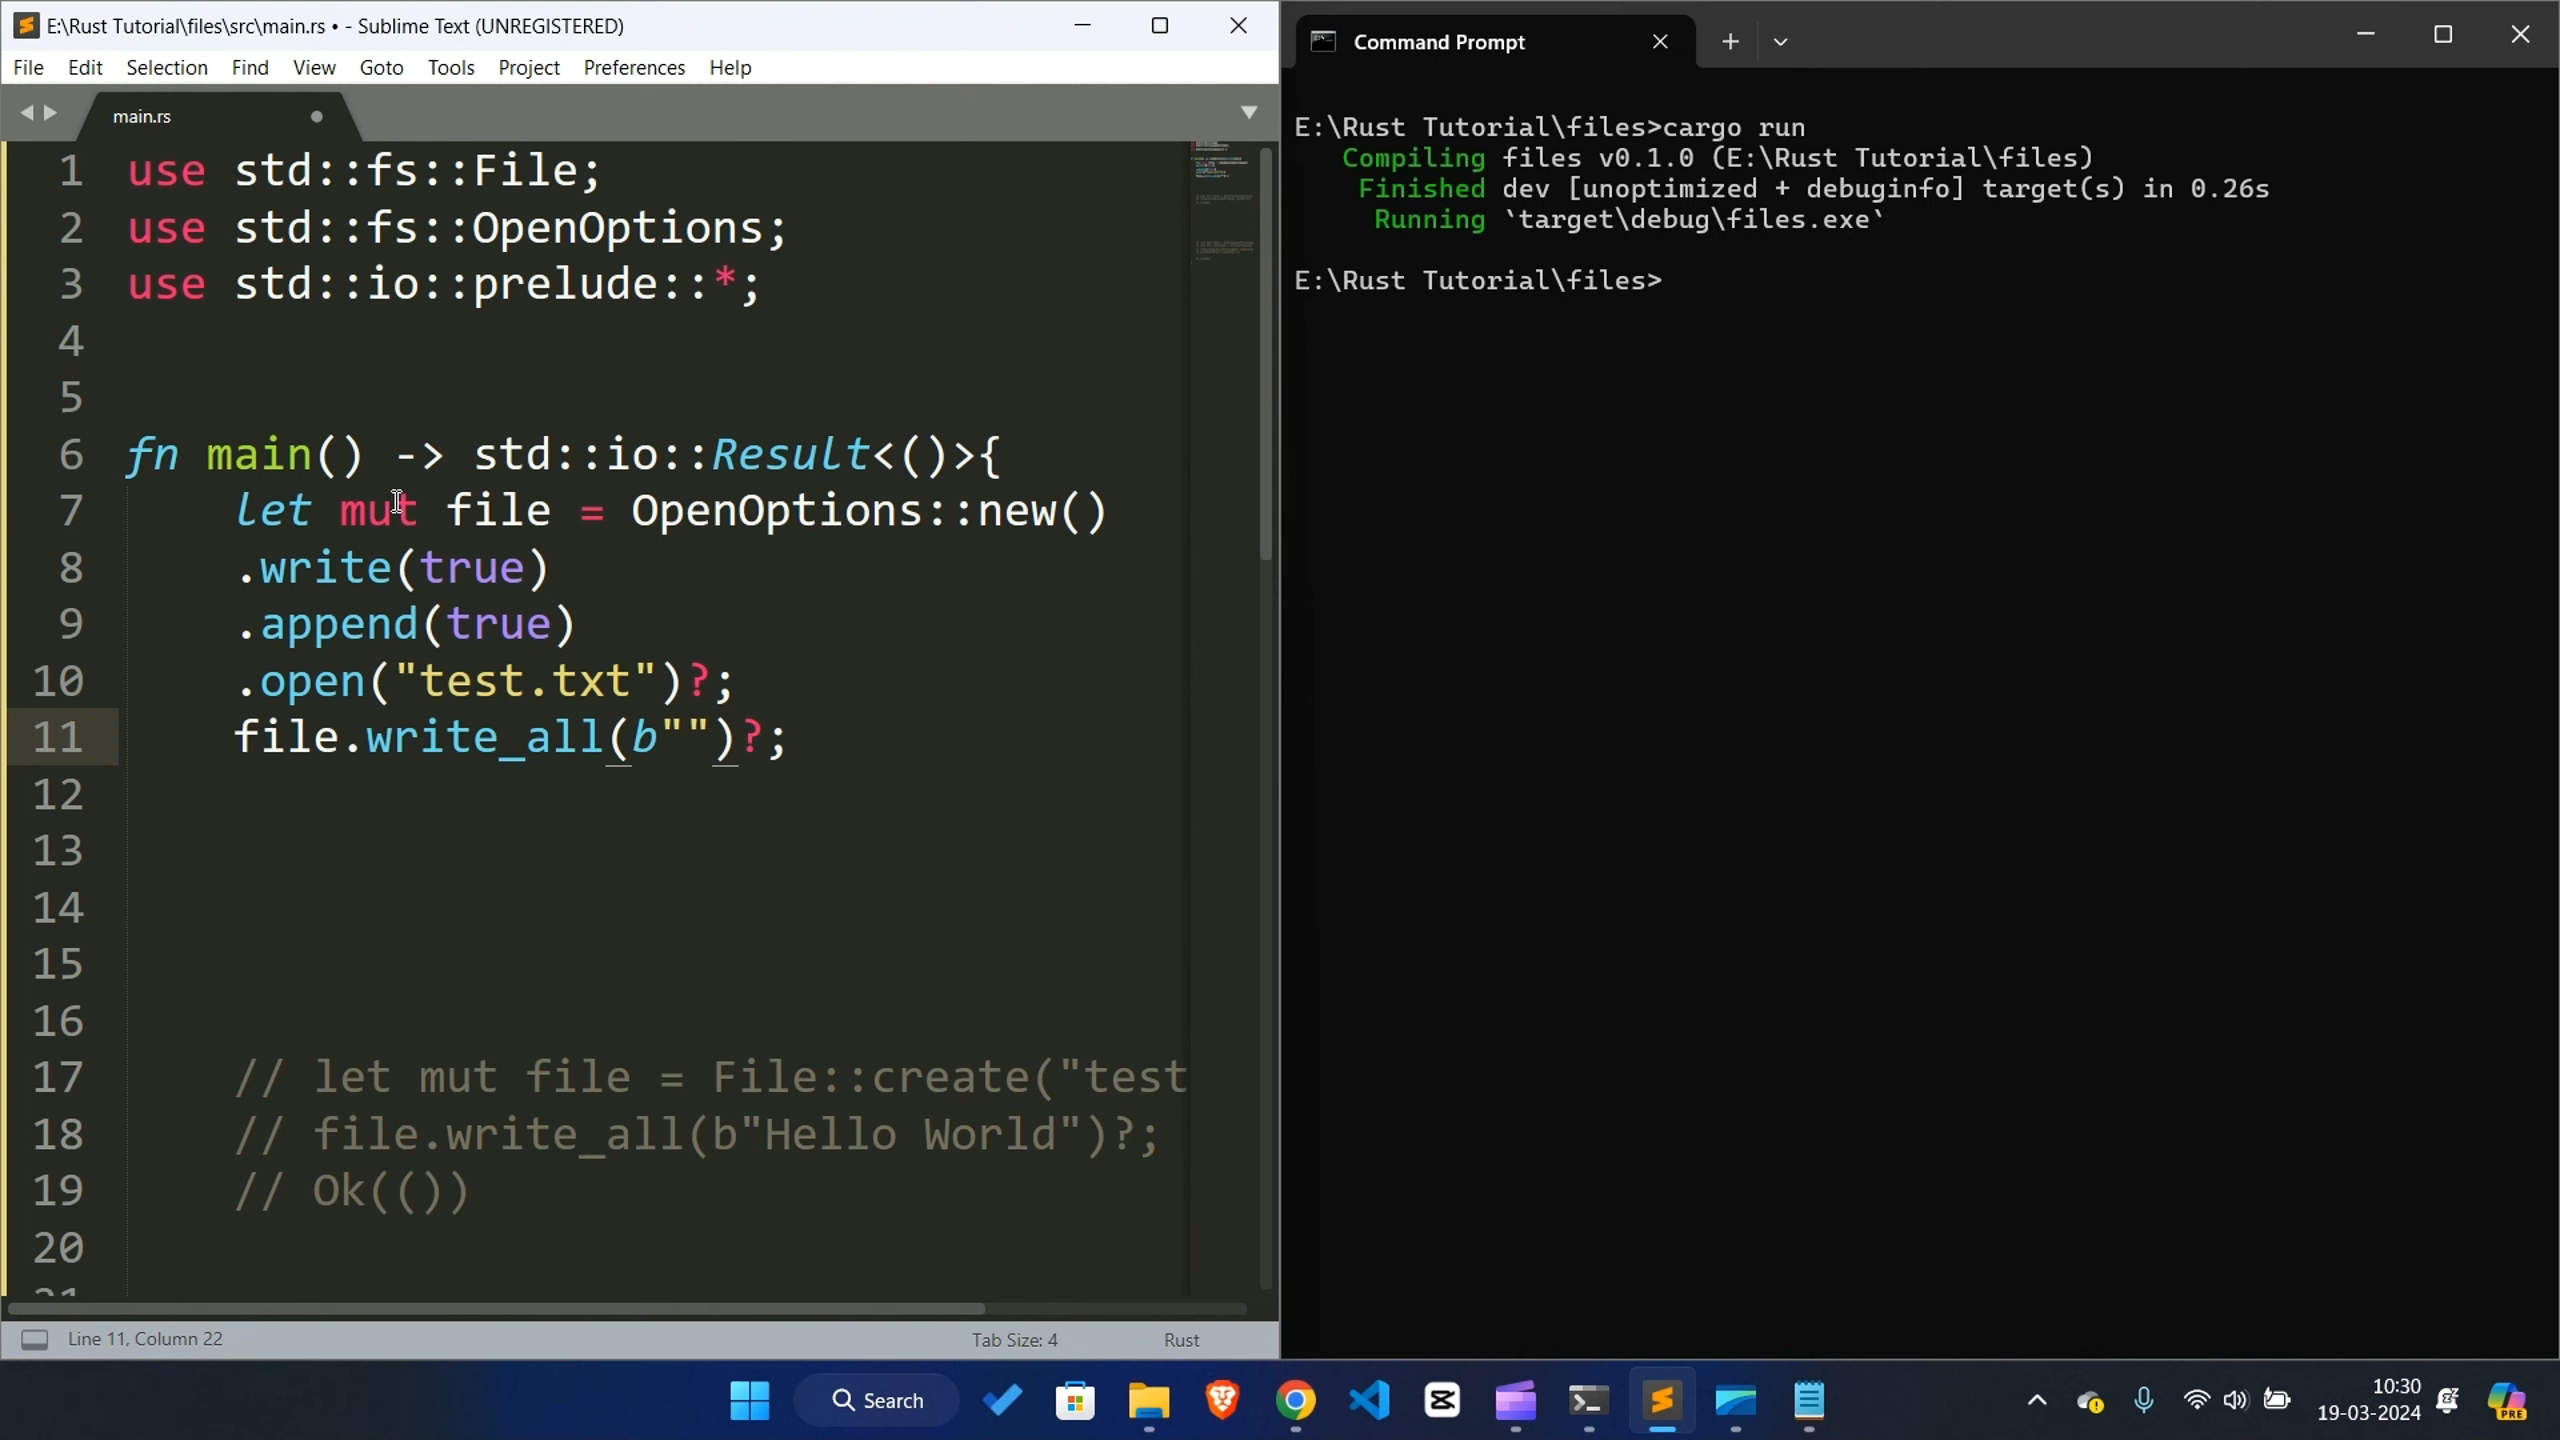 E:\Rust Tutorial\files\src\main.rs • - Sublime Text (UNREGISTERED)
File Edit Selection Find View Goto Tools Project Preferences Help
main.rs
1 use std::fs::File;
2 use std::fs::OpenOptions;
3 use std::io::prelude::*;
4
5
6 fn main() -> std::io::Result<()>{
7 let mut file = OpenOptions::new()
8 .write(true)
9 .append(true)
10 .open("test.txt")?;
11 file.write_all(b"")?;
12
13
14
15
16
17 // let mut file = File::create("test
18 // file.write_all(b"Hello World")?;
19 // Ok(())
20
Line 11, Column 22 Tab Size: 4 Rust
Command Prompt
E:\Rust Tutorial\files>cargo run
Compiling files v0.1.0 (E:\Rust Tutorial\files)
Finished dev [unoptimized + debuginfo] target(s) in 0.26s
Running `target\debug\files.exe`
E:\Rust Tutorial\files>
Search
10:30
19-03-2024
PRE